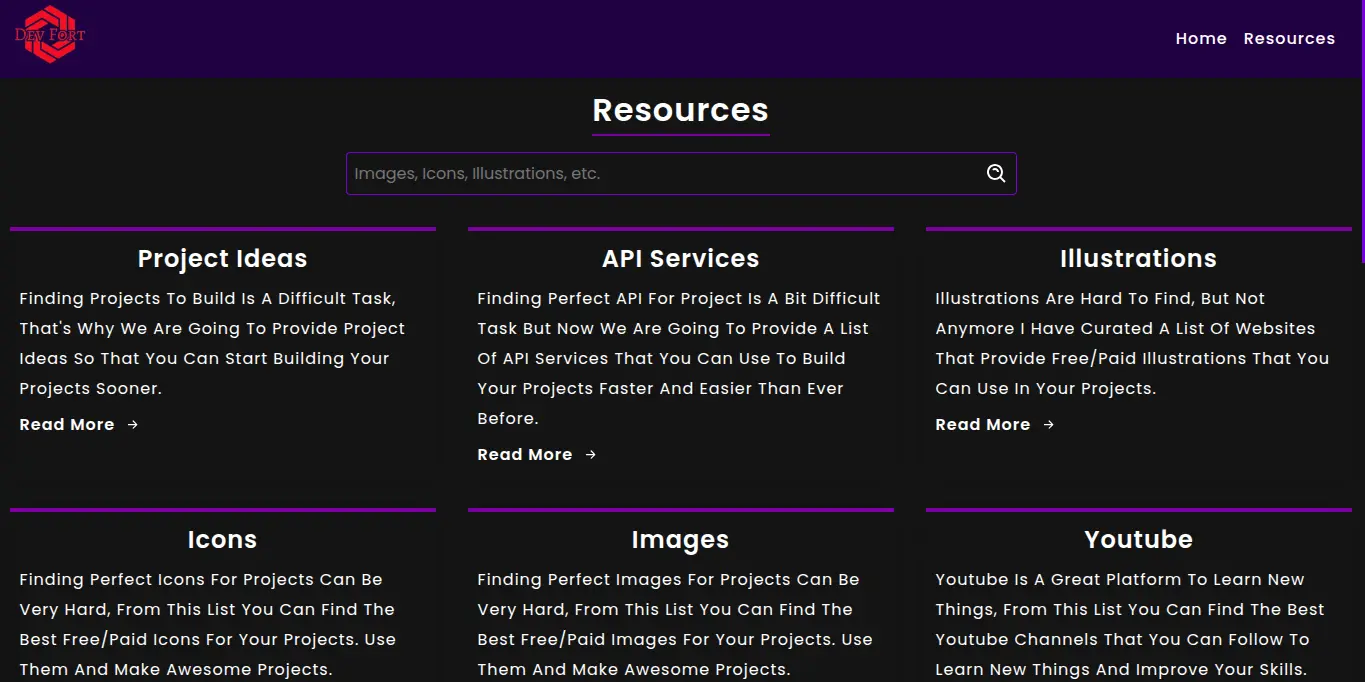 DEV FORT
Home
Resources
Resources
Images, Icons, Illustrations, etc.
Project Ideas
Finding Projects To Build Is A Difficult Task,
That's Why We Are Going To Provide Project
Ideas So That You Can Start Building Your
Projects Sooner.
Read More →
API Services
Finding Perfect API For Project Is A Bit Difficult
Task But Now We Are Going To Provide A List
Of API Services That You Can Use To Build
Your Projects Faster And Easier Than Ever
Before.
Read More →
Illustrations
Illustrations Are Hard To Find, But Not
Anymore I Have Curated A List Of Websites
That Provide Free/Paid Illustrations That You
Can Use In Your Projects.
Read More →
Icons
Finding Perfect Icons For Projects Can Be
Very Hard, From This List You Can Find The
Best Free/Paid Icons For Your Projects. Use
Them And Make Awesome Projects.
Images
Finding Perfect Images For Projects Can Be
Very Hard, From This List You Can Find The
Best Free/Paid Images For Your Projects. Use
Them And Make Awesome Projects.
Youtube
Youtube Is A Great Platform To Learn New
Things, From This List You Can Find The Best
Youtube Channels That You Can Follow To
Learn New Things And Improve Your Skills.